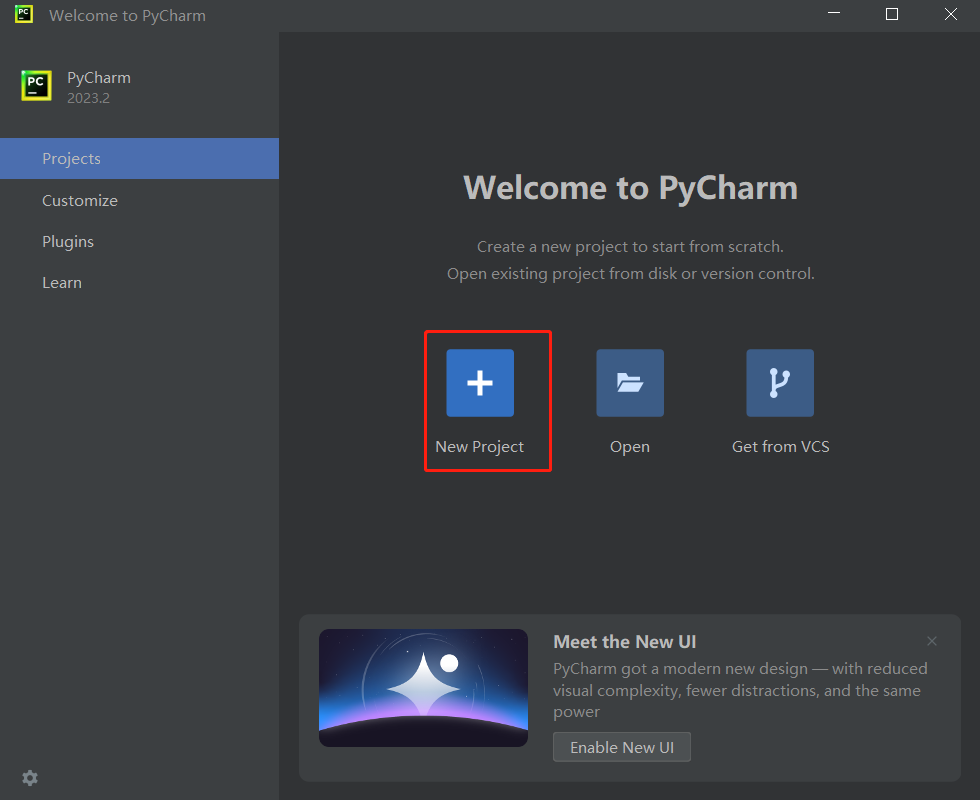 Welcome to PyCharm
PyCharm
2023.2
Projects
Customize
Plugins
Learn
Welcome to PyCharm
Create a new project to start from scratch.
Open existing project from disk or version control.
New Project
Open
Get from VCS
Meet the New UI
PyCharm got a modern new design — with reduced
visual complexity, fewer distractions, and the same
power
Enable New UI